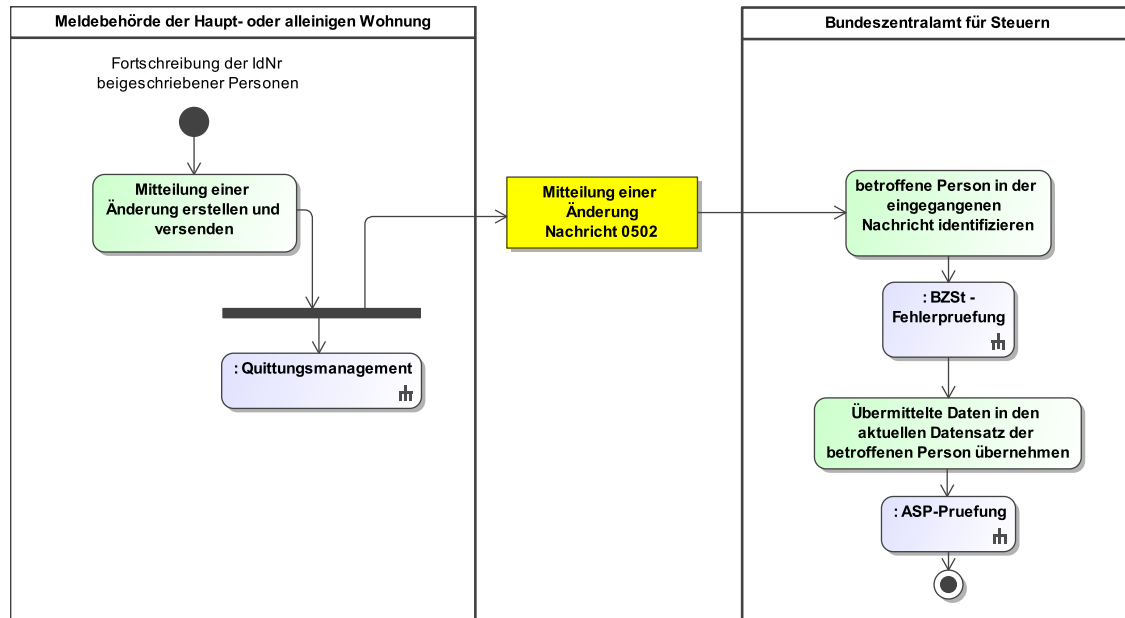 Meldebehörde der Haupt- oder alleinigen Wohnung
Fortschreibung der IdNr
beigeschriebener Personen
Mitteilung einer
Änderung erstellen und
versenden
: Quittungsmanagement
Mitteilung einer
Änderung
Nachricht 0502
Bundeszentralamt für Steuern
betroffene Person in der
eingegangenen
Nachricht identifizieren
: BZSt -
Fehlerpruefung
Übermittelte Daten in den
aktuellen Datensatz der
betroffenen Person übernehmen
: ASP-Pruefung